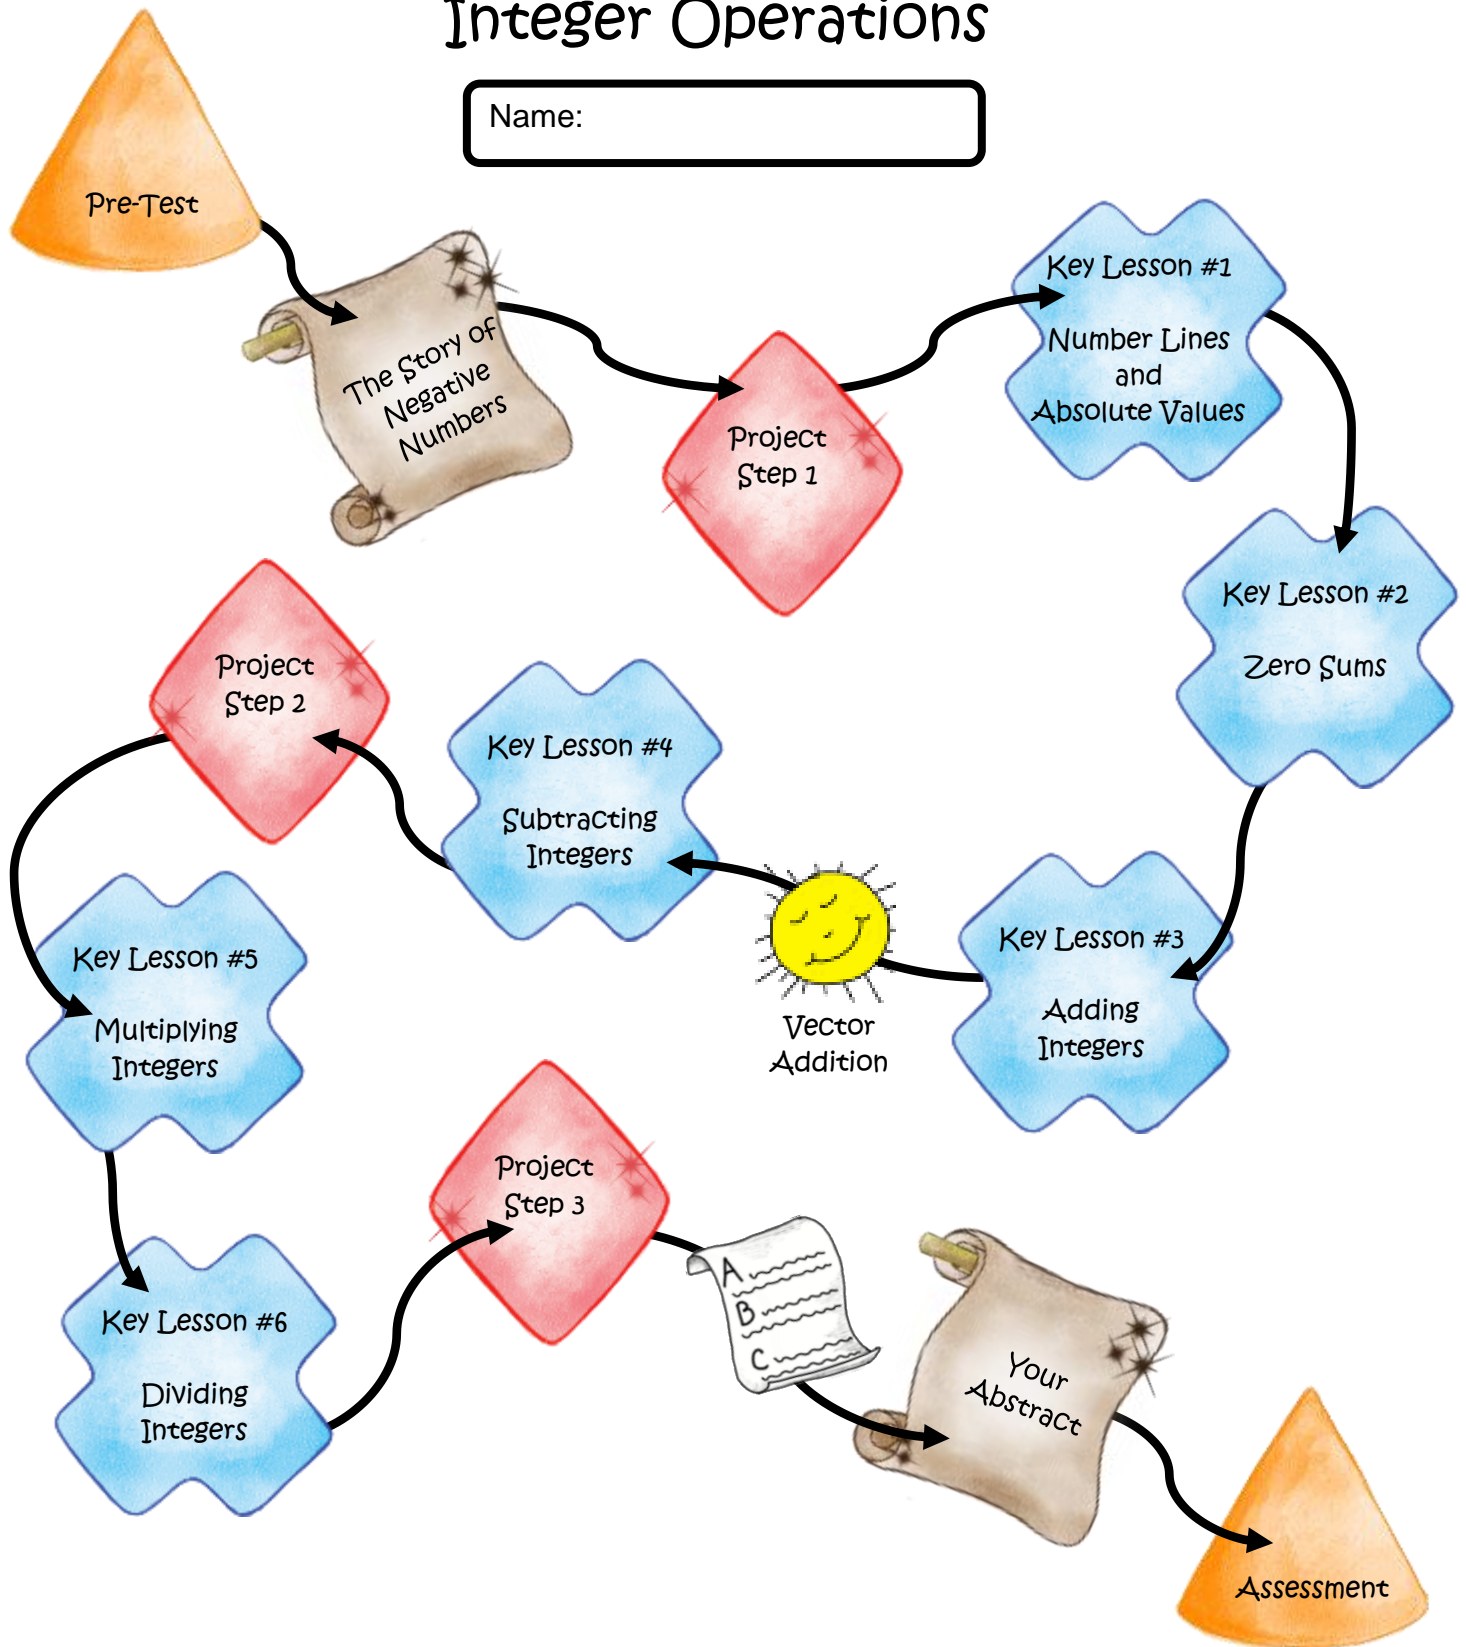 Integer Operations
Name:
Pre-Test
The Story of
Negative
Numbers
Project
Step 1
Key Lesson #1
Number Lines
and
Absolute Values
Key Lesson #2
Zero Sums
Key Lesson #3
Adding
Integers
Vector
Addition
Key Lesson #4
Subtracting
Integers
Project
Step 2
Key Lesson #5
Multiplying
Integers
Key Lesson #6
Dividing
Integers
Project
Step 3
A
B
C
Your
Abstract
Assessment